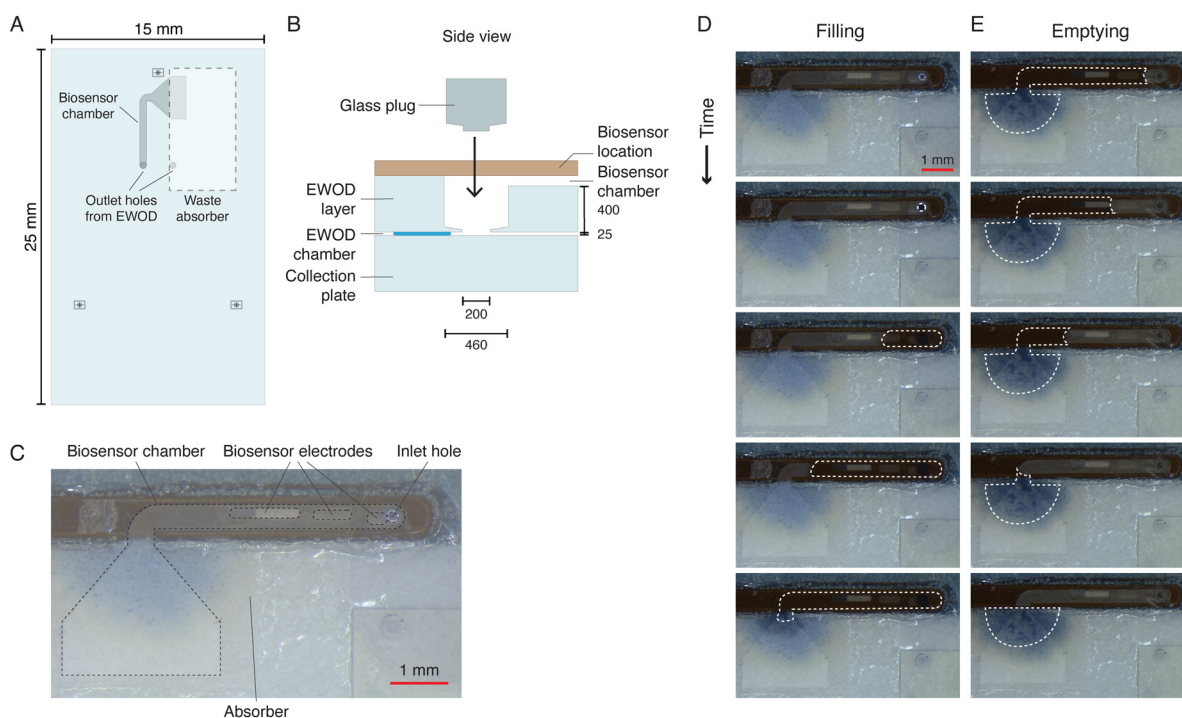 A
15 mm
25 mm
Biosensor
chamber
Outlet holes
from EWOD
Waste
absorber
B
Side view
Glass plug
Biosensor
location
Biosensor
chamber
EWOD
layer
400
25
EWOD
chamber
Collection
plate
200
460
C
Biosensor chamber
Biosensor electrodes
Inlet hole
1 mm
Absorber
D
Filling
Time
1 mm
E
Emptying